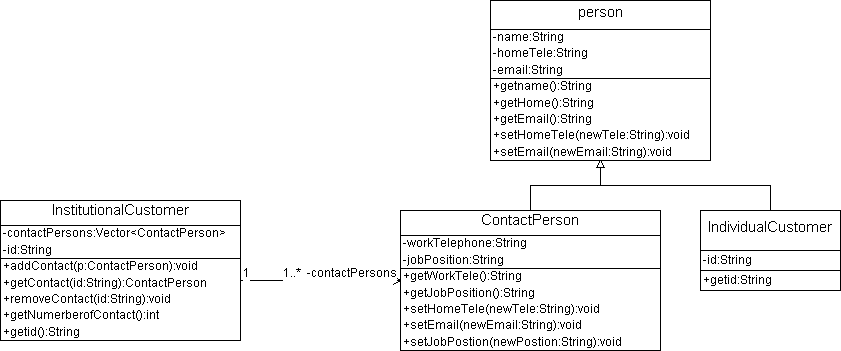 person
-name:String
-homeTele:String
-email:String
+getname():String
+getHome():String
+getEmail():String
+setHomeTele(newTele:String):void
+setEmail(newEmail:String):void
InstitutionalCustomer
-contactPersons:Vector<ContactPerson>
-id:String
+addContact(p:ContactPerson):void
+getContact(id:String):ContactPerson
+removeContact(id:String):void
+getNumerberofContact():int
+getid():String
1
1..* -contactPersons
ContactPerson
-workTelephone:String
-jobPosition:String
+getWorkTele():String
+getJobPosition():String
+setHomeTele(newTele:String):void
+setEmail(newEmail:String):void
+setJobPostion(newPostion:String):void
IndividualCustomer
-id:String
+getid:String